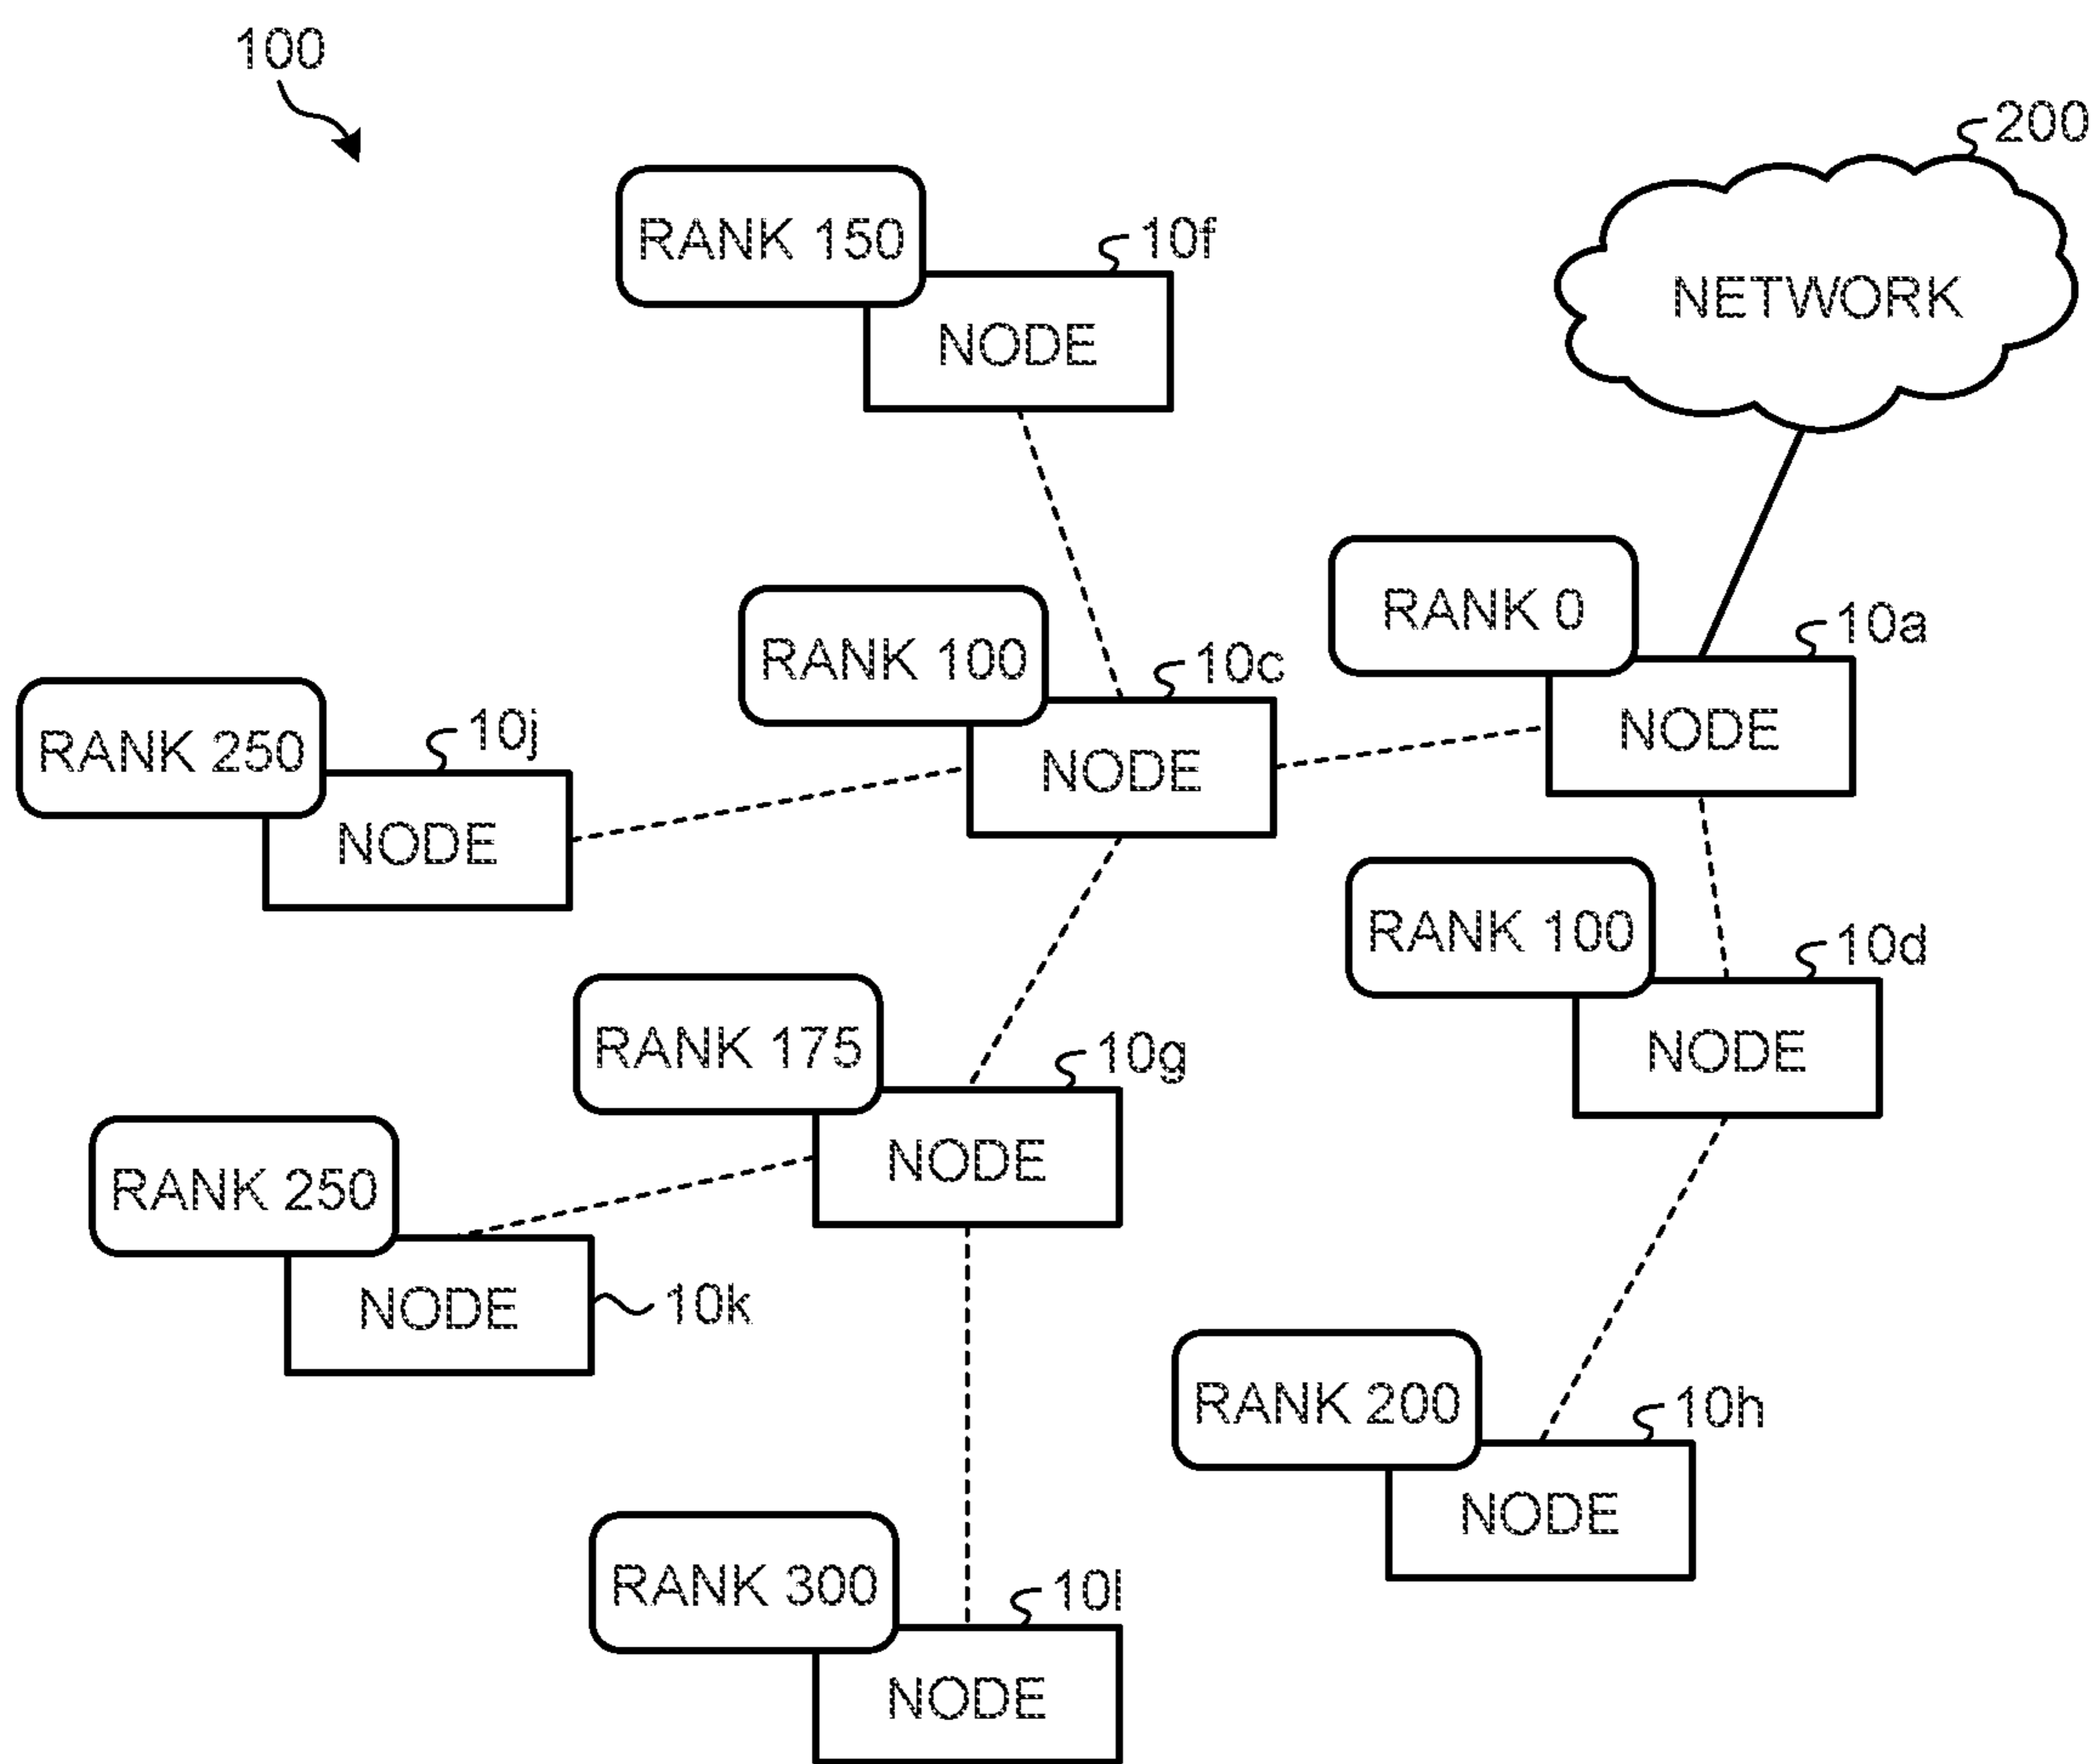 100
200
RANK 150
10f
NODE
NETWORK
RANK 0
10a
NODE
RANK 100
10c
NODE
RANK 250
10j
NODE
RANK 100
10d
NODE
RANK 175
10g
NODE
RANK 250
NODE
10k
RANK 200
10h
NODE
RANK 300
10l
NODE